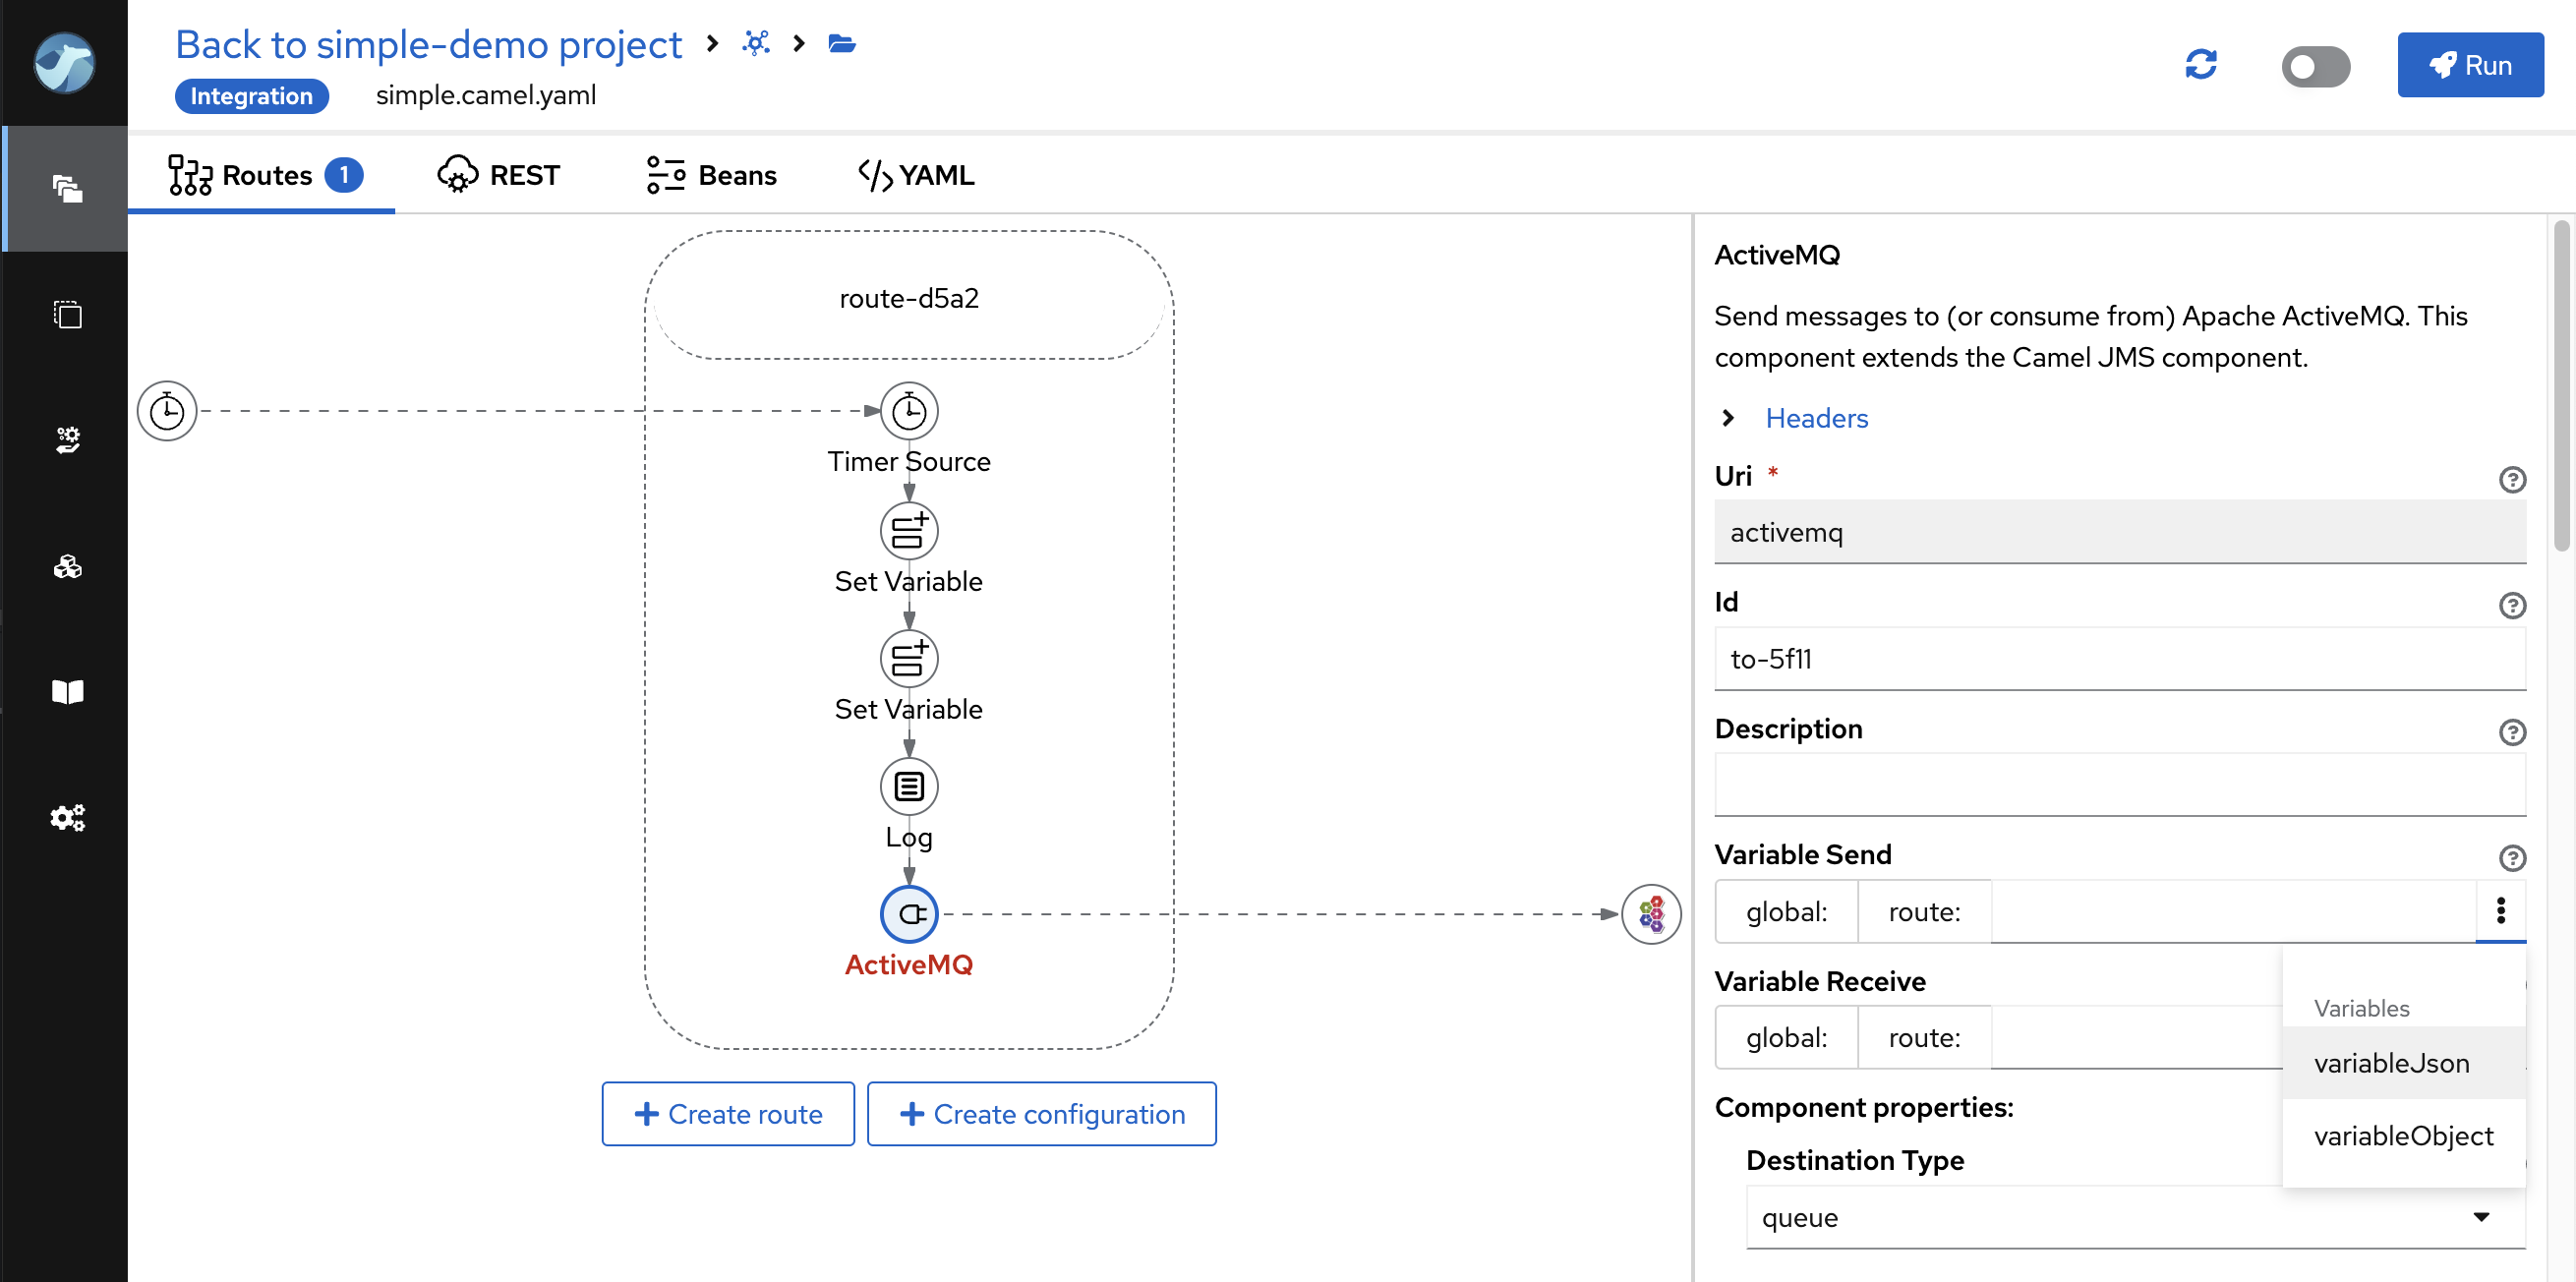 Back to simple-demo project
Integration simple.camel.yaml
Run
Routes 1 REST Beans YAML
route-d5a2
Timer Source
Set Variable
Set Variable
Log
ActiveMQ
Create route Create configuration
ActiveMQ
Send messages to (or consume from) Apache ActiveMQ. This
component extends the Camel JMS component.
Headers
Uri *
activemq
Id
to-5f11
Description
Variable Send
global: route:
Variable Receive
global: route:
Variables
variableJson
variableObject
Component properties:
Destination Type
queue